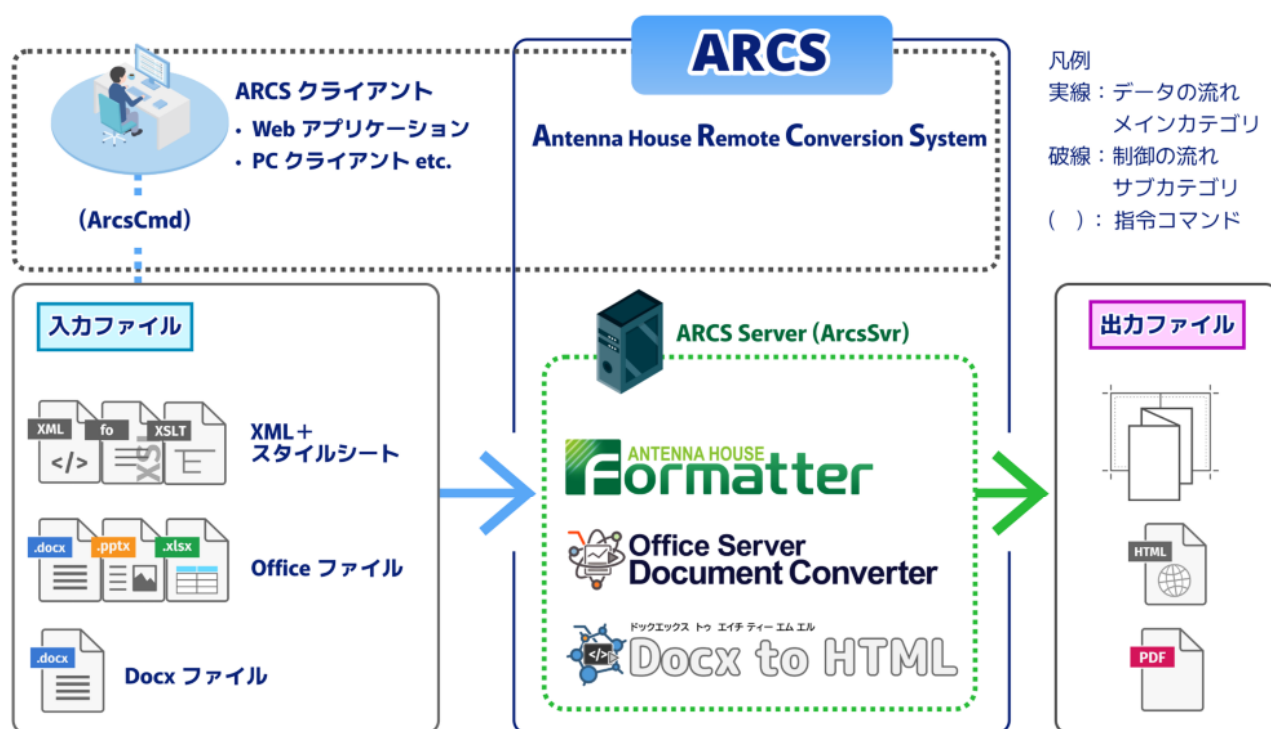 ARCS
ARCS クライアント
・ Web アプリケーション
・ PC クライアント etc.
(ArcsCmd)
Antenna House Remote Conversion System
凡例
実線：データの流れ
メインカテゴリ
破線：制御の流れ
サブカテゴリ
(　)： 指令コマンド
入力ファイル
XML
fo
XSLT
</>
XSL
XML＋
スタイルシート
.docx
.pptx
.xlsx
Office ファイル
.docx
Docx ファイル
ARCS Server (ArcsSvr)
ANTENNA HOUSE
Formatter
Office Server
Document Converter
ドックエックス トゥ エイチ ティー エム エル
</>
Docx to HTML
出力ファイル
HTML
PDF